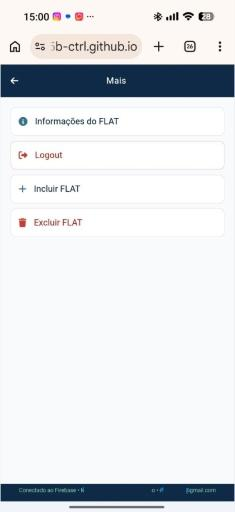 15:00
28
5b-ctrl.github.io
26
Mais
Informações do FLAT
Logout
Incluir FLAT
Excluir FLAT
Conectado ao Firebase •
@gmail.com